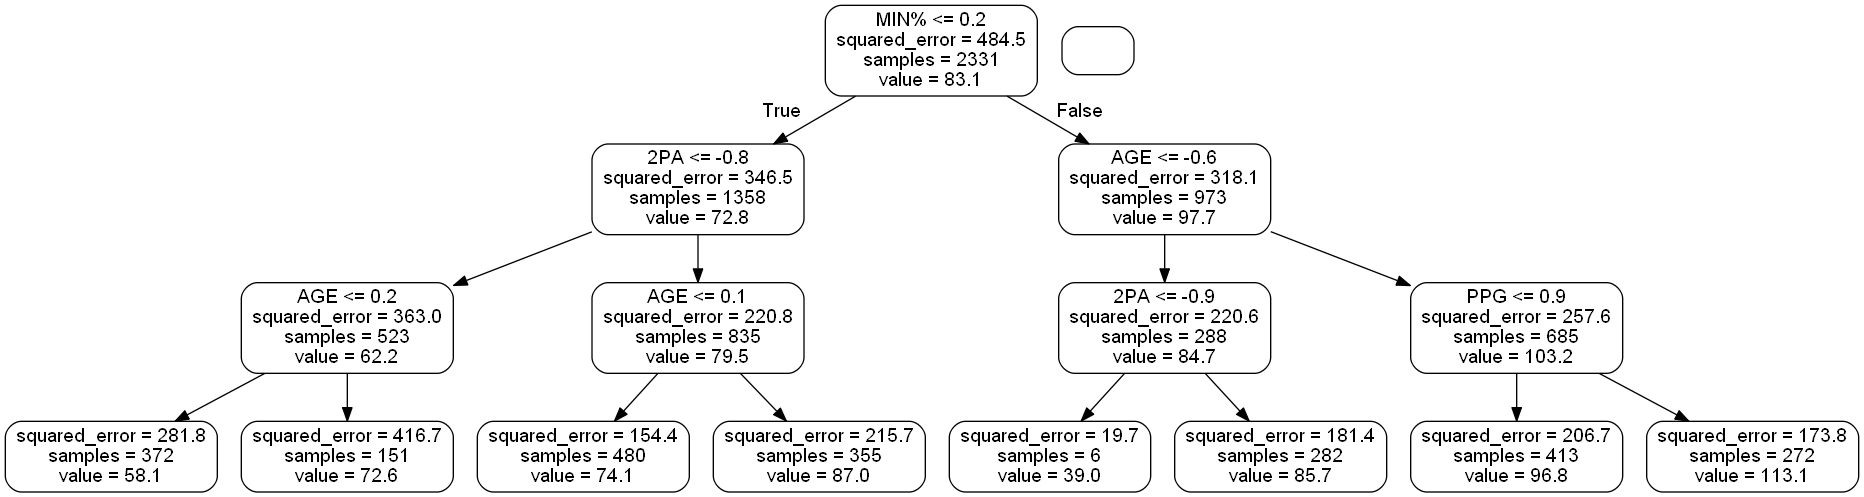 MIN% <= 0.2
squared_error = 484.5
samples = 2331
value = 83.1
True
False
2PA <= -0.8
squared_error = 346.5
samples = 1358
value = 72.8
AGE <= -0.6
squared_error = 318.1
samples = 973
value = 97.7
AGE <= 0.2
squared_error = 363.0
samples = 523
value = 62.2
AGE <= 0.1
squared_error = 220.8
samples = 835
value = 79.5
2PA <= -0.9
squared_error = 220.6
samples = 288
value = 84.7
PPG <= 0.9
squared_error = 257.6
samples = 685
value = 103.2
squared_error = 281.8
samples = 372
value = 58.1
squared_error = 416.7
samples = 151
value = 72.6
squared_error = 154.4
samples = 480
value = 74.1
squared_error = 215.7
samples = 355
value = 87.0
squared_error = 19.7
samples = 6
value = 39.0
squared_error = 181.4
samples = 282
value = 85.7
squared_error = 206.7
samples = 413
value = 96.8
squared_error = 173.8
samples = 272
value = 113.1